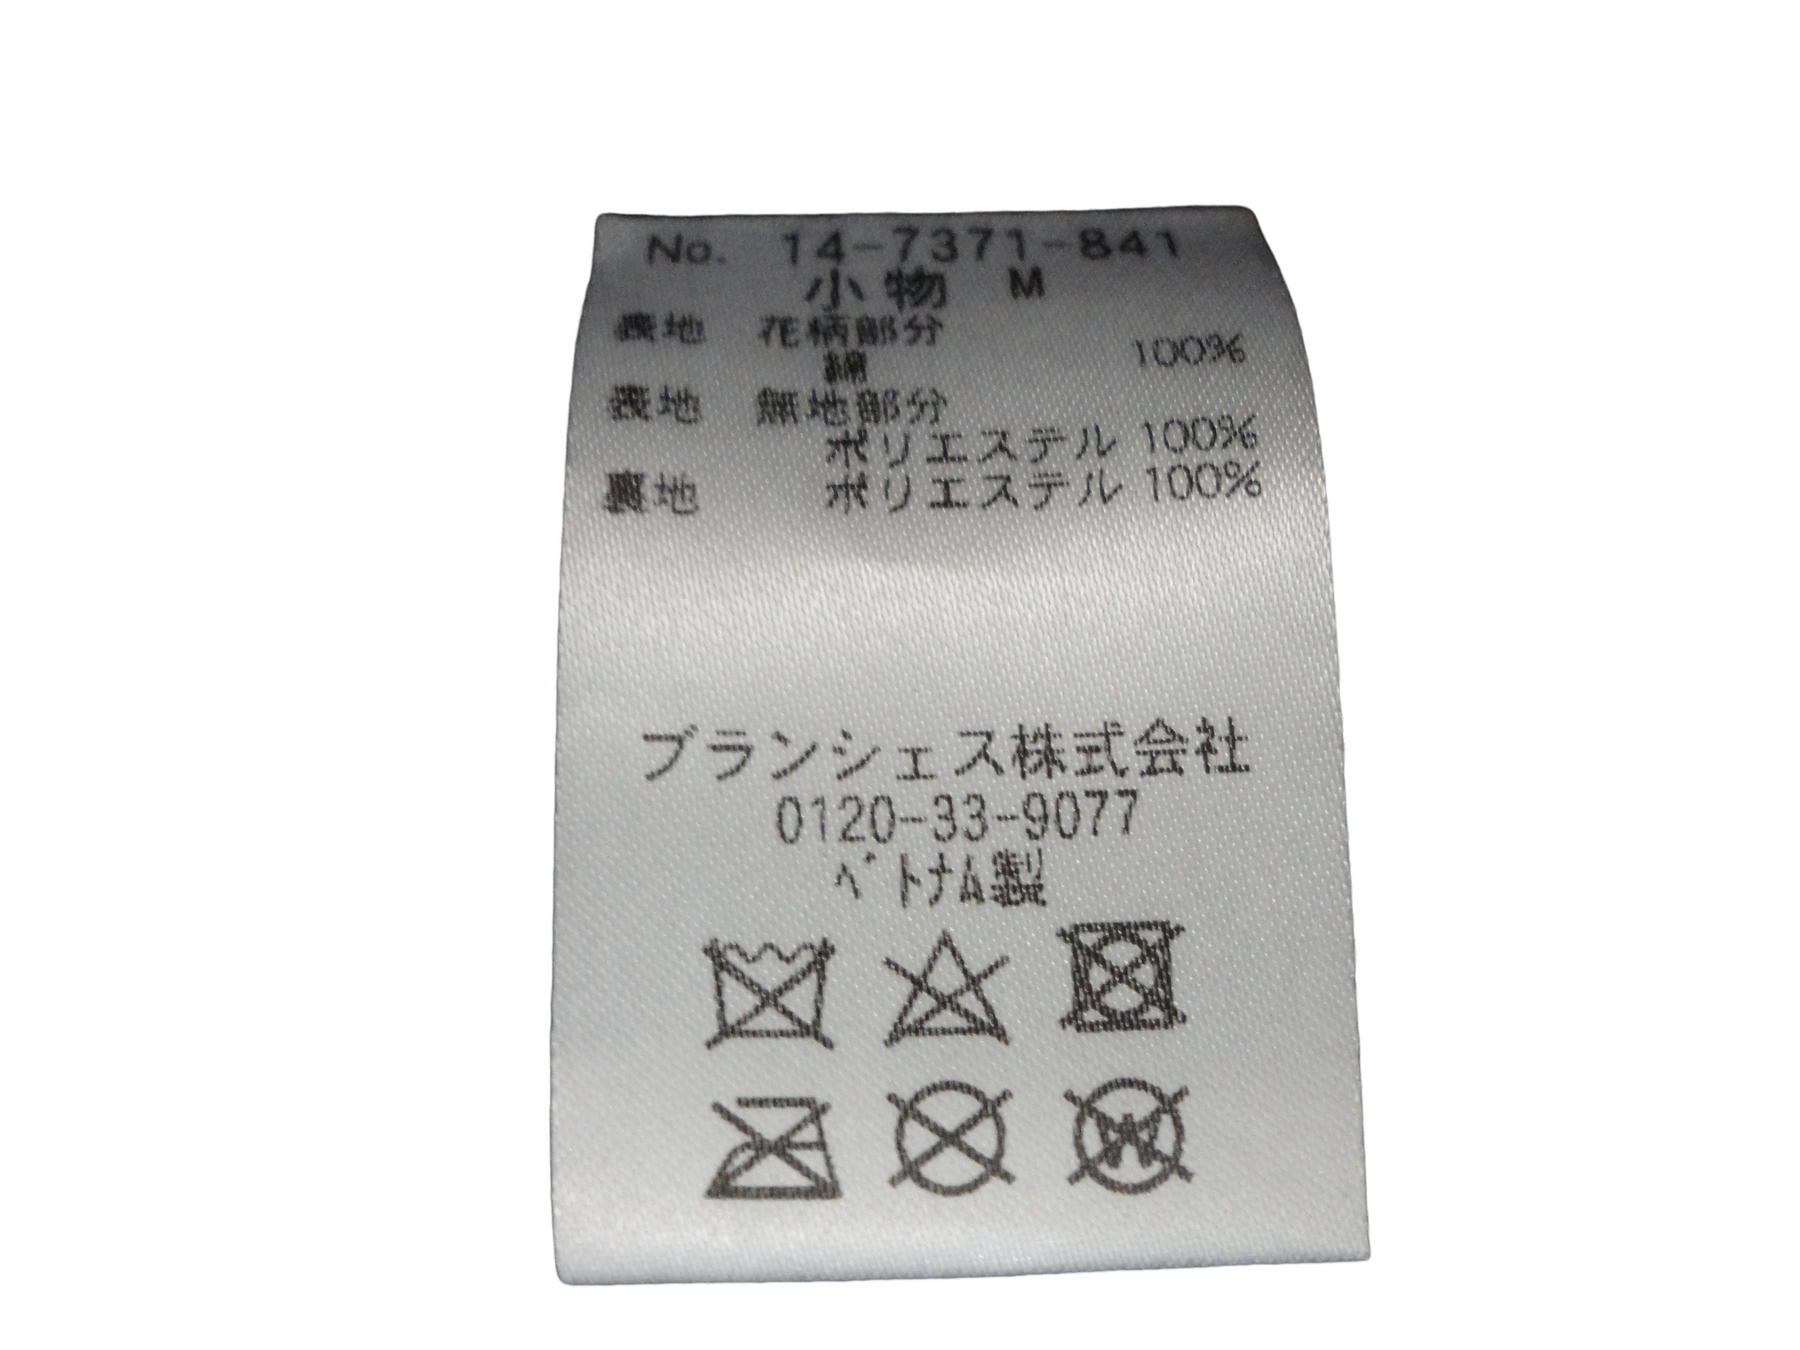 No. 14-7371-841
小物 M
表地 花柄部分
綿 100%
表地 無地部分
ポリエステル 100%
裏地 ポリエステル 100%
ブランシェス株式会社
0120-33-9077
ベトナム製